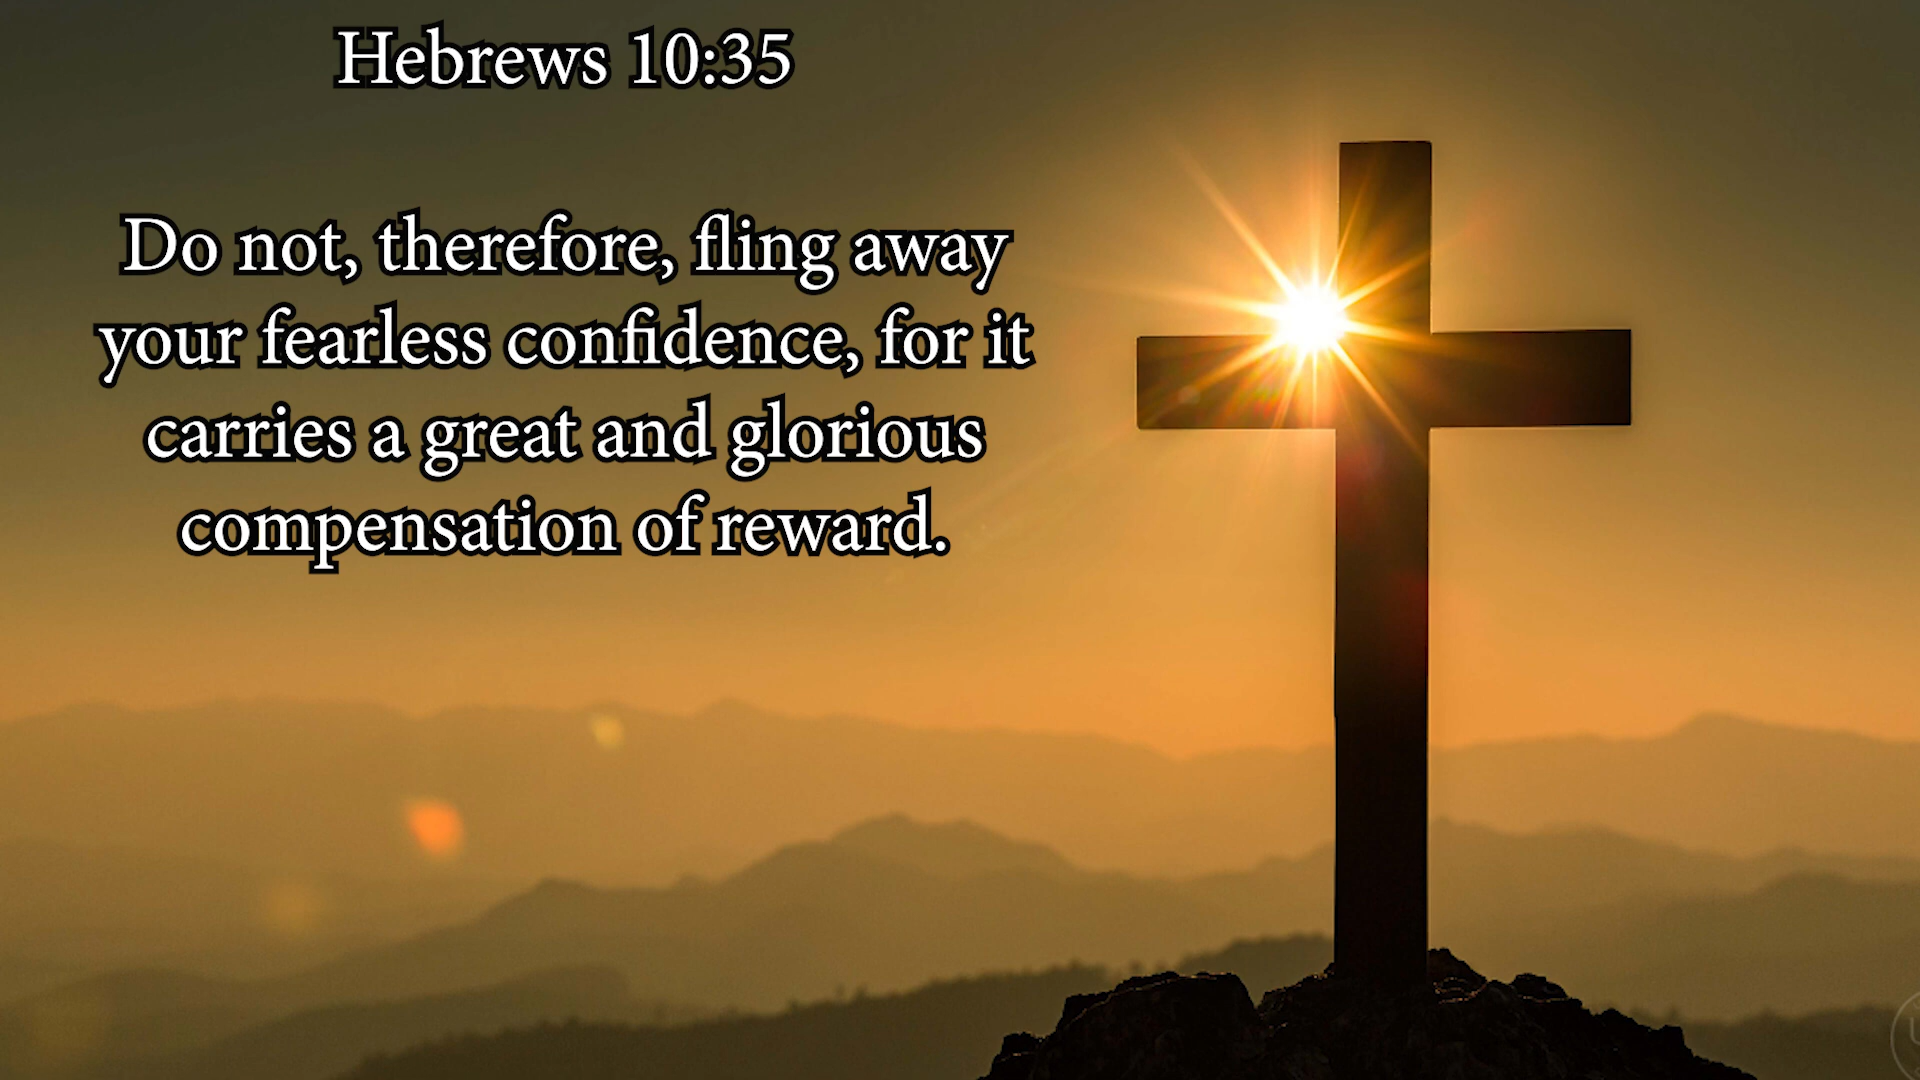 Hebrews 10:35
Do not, therefore, fling away
your fearless confidence, for it
carries a great and glorious
compensation of reward.